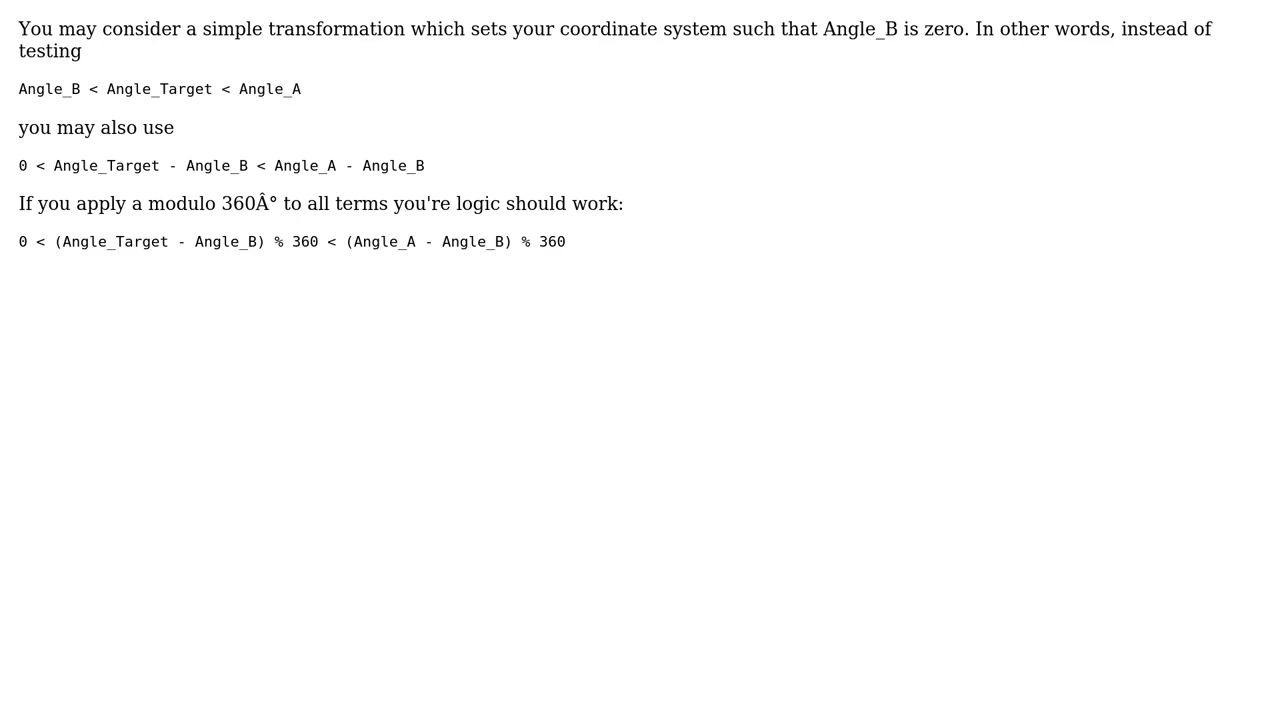 You may consider a simple transformation which sets your coordinate system such that Angle_B is zero. In other words, instead of
testing
Angle_B < Angle_Target < Angle_A
you may also use
0 < Angle_Target - Angle_B < Angle_A - Angle_B
If you apply a modulo 360Â° to all terms you're logic should work:
0 < (Angle_Target - Angle_B) % 360 < (Angle_A - Angle_B) % 360